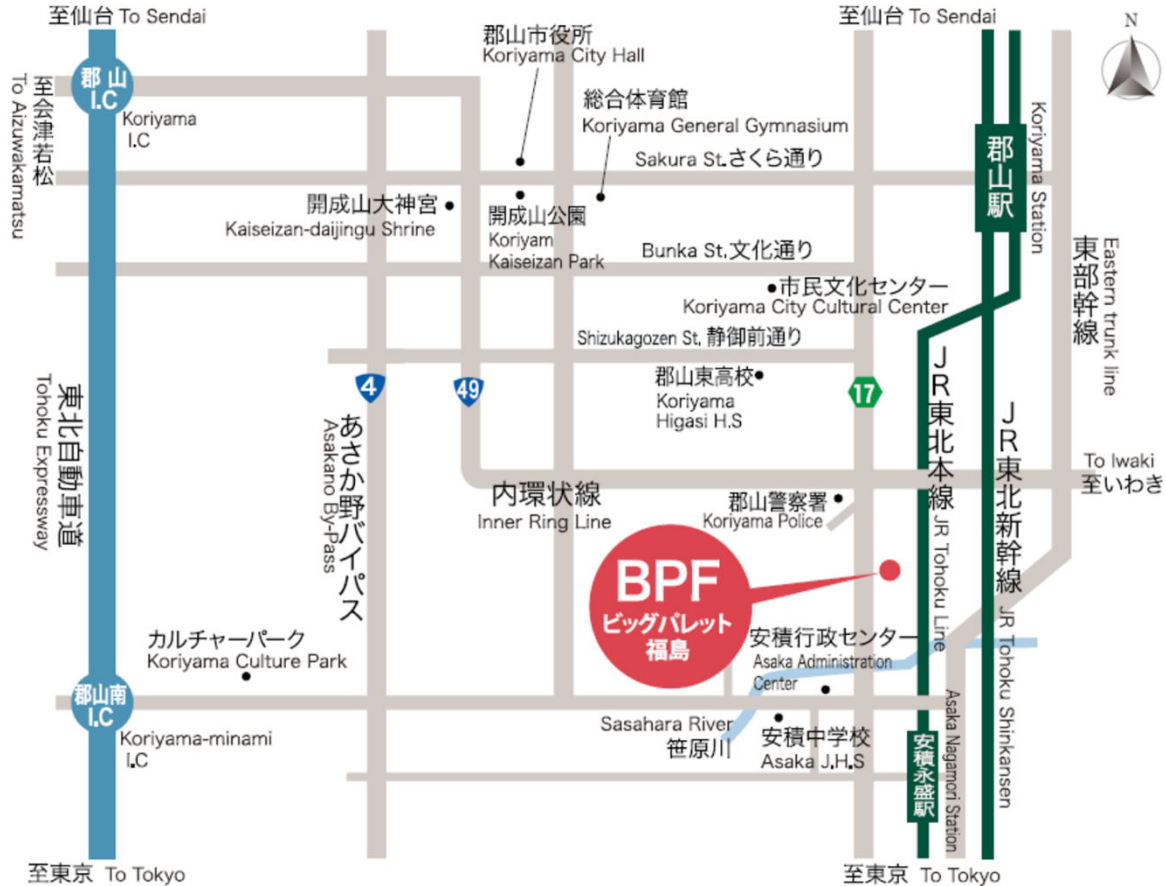 至仙台 To Sendai
至仙台 To Sendai
N
郡山市役所
Koriyama City Hall
郡山
I.C
Koriyama
I.C
至会津若松
To Aizuwakamatsu
総合体育館
Koriyama General Gymnasium
Sakura St.さくら通り
郡山駅
Koriyama Station
開成山大神宮
Kaiseizan-daijingu Shrine
開成山公園
Koriyam
Kaiseizan Park
Bunka St.文化通り
市民文化センター
Koriyama City Cultural Center
東部幹線
Eastern trunk line
Shizukagozen St. 静御前通り
4
49
17
郡山東高校
Koriyama
Higasi H.S
東北自動車道
Tohoku Expressway
あさか野バイパス
Asakano By-Pass
内環状線
Inner Ring Line
郡山警察署
Koriyama Police
JR東北本線
JR Tohoku Line
JR東北新幹線
JR Tohoku Shinkansen
To Iwaki
至いわき
BPF
ビッグパレット
福島
カルチャーパーク
Koriyama Culture Park
安積行政センター
Asaka Administration
Center
郡山南
I.C
Koriyama-minami
I.C
Sasahara River
笹原川
安積中学校
Asaka J.H.S
安積永盛駅
Asaka Nagamori Station
至東京 To Tokyo
至東京 To Tokyo